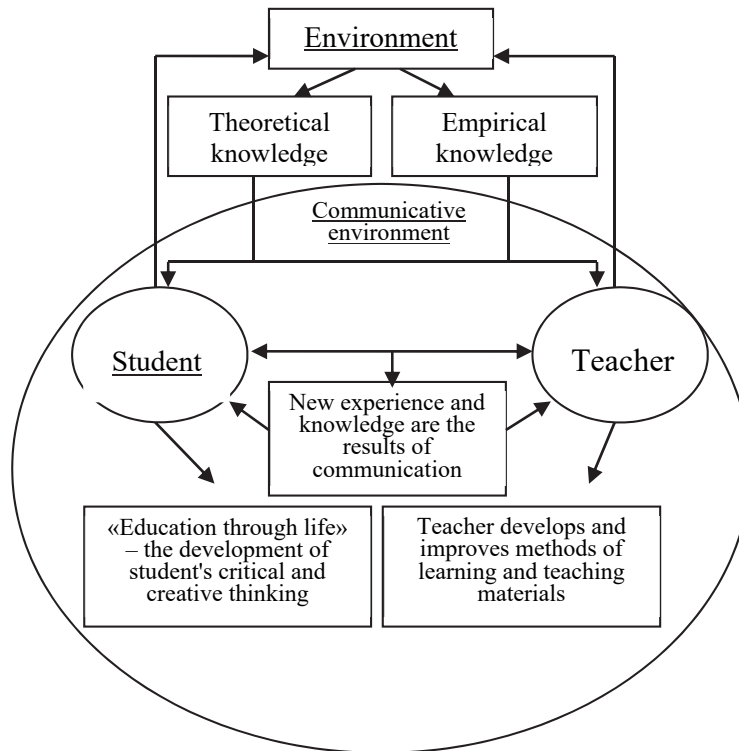 Environment
Theoretical
knowledge
Empirical
knowledge
Communicative
environment
Student
Teacher
New experience and
knowledge are the
results of
communication
«Education through life»
– the development of
student's critical and
creative thinking
Teacher develops and
improves methods of
learning and teaching
materials